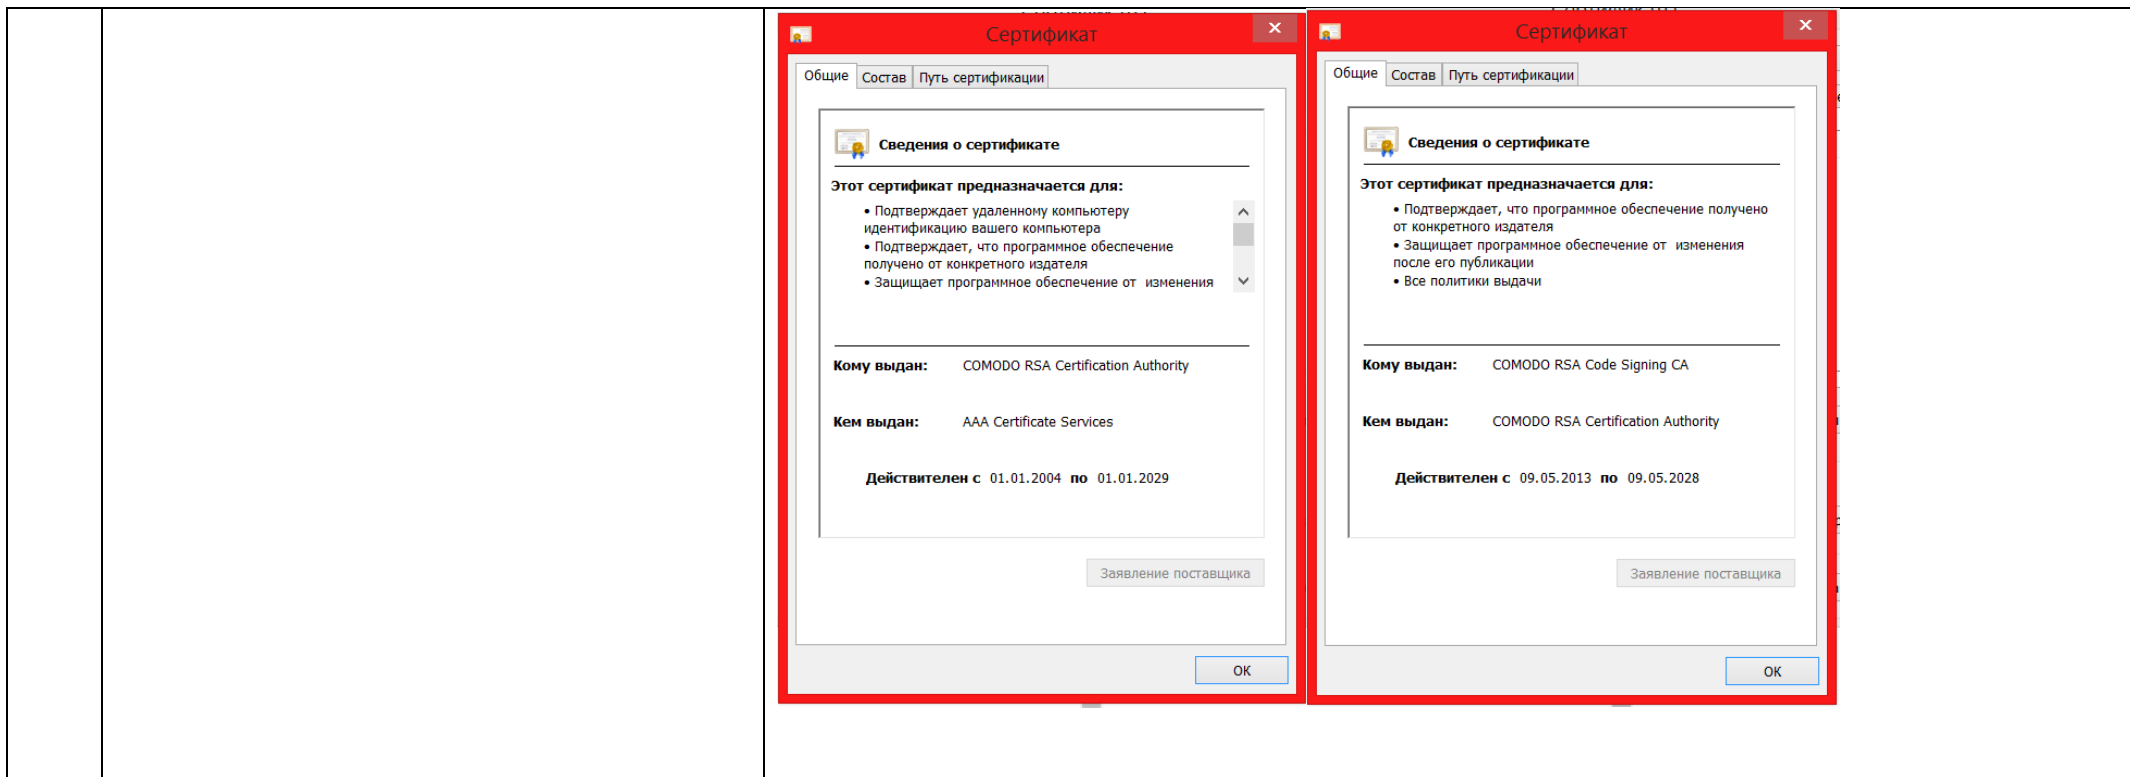 Сертификат
Общие Состав Путь сертификации
Сведения о сертификате
Этот сертификат предназначается для:
• Подтверждает удаленному компьютеру
идентификацию вашего компьютера
• Подтверждает, что программное обеспечение
получено от конкретного издателя
• Защищает программное обеспечение от изменения
Кому выдан: COMODO RSA Certification Authority
Кем выдан: AAA Certificate Services
Действителен с 01.01.2004 по 01.01.2029
Заявление поставщика
ОК
Сертификат
Общие Состав Путь сертификации
Сведения о сертификате
Этот сертификат предназначается для:
• Подтверждает, что программное обеспечение получено
от конкретного издателя
• Защищает программное обеспечение от изменения
после его публикации
• Все политики выдачи
Кому выдан: COMODO RSA Code Signing CA
Кем выдан: COMODO RSA Certification Authority
Действителен с 09.05.2013 по 09.05.2028
Заявление поставщика
ОК